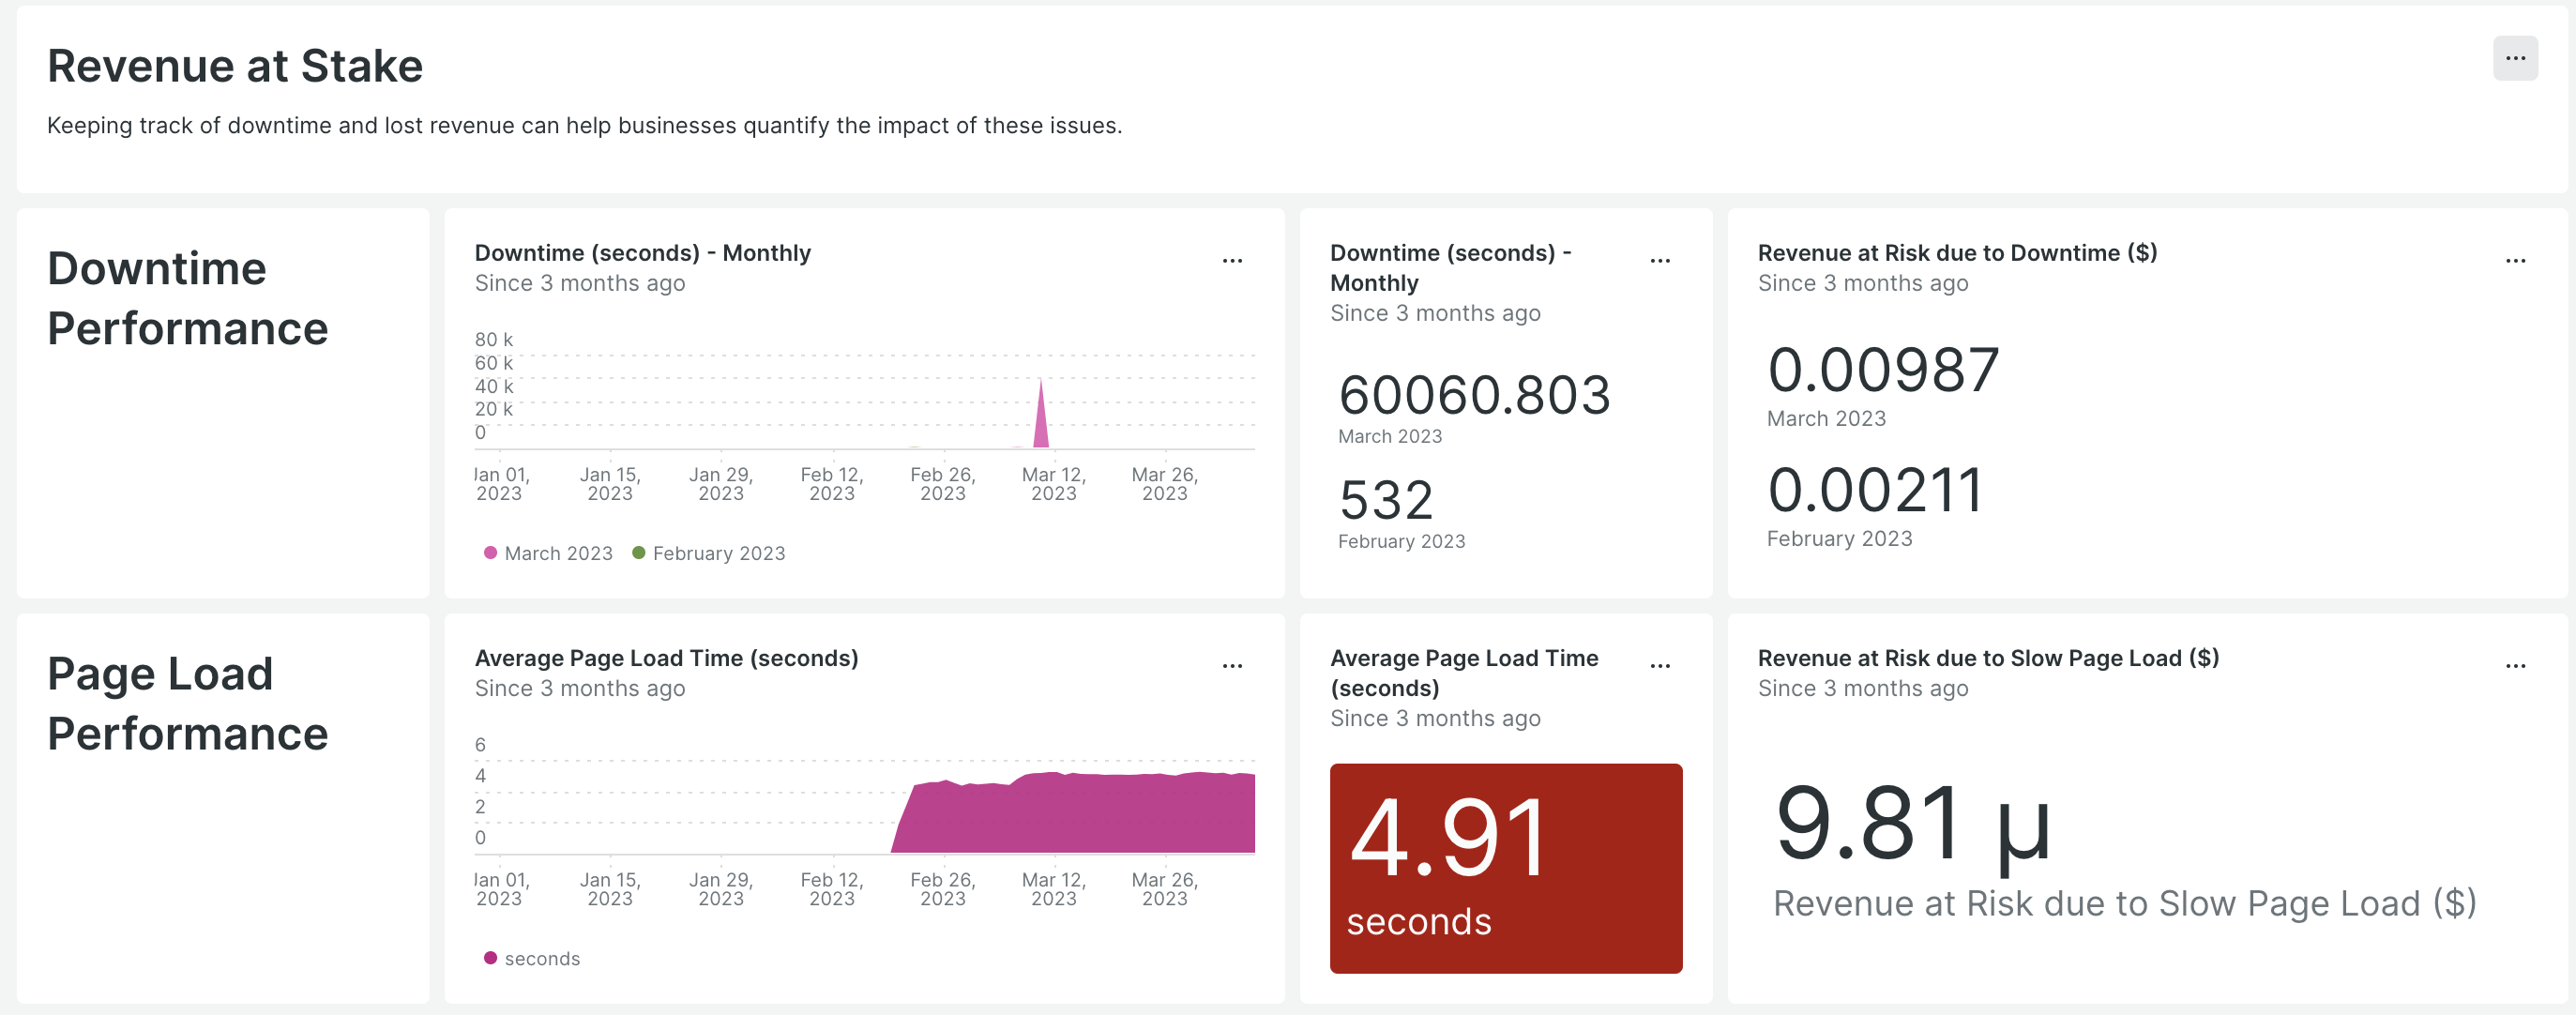 Revenue at Stake
...
Keeping track of downtime and lost revenue can help businesses quantify the impact of these issues.
Downtime
Performance
Downtime (seconds) - Monthly
...
Since 3 months ago
80 k
60 k
40 k
20 k
0
Jan 01, 2023
Jan 15, 2023
Jan 29, 2023
Feb 12, 2023
Feb 26, 2023
Mar 12, 2023
Mar 26, 2023
March 2023
February 2023
Downtime (seconds) -
Monthly
...
Since 3 months ago
60060.803
March 2023
532
February 2023
Revenue at Risk due to Downtime ($)
...
Since 3 months ago
0.00987
March 2023
0.00211
February 2023
Page Load
Performance
Average Page Load Time (seconds)
...
Since 3 months ago
6
4
2
0
Jan 01, 2023
Jan 15, 2023
Jan 29, 2023
Feb 12, 2023
Feb 26, 2023
Mar 12, 2023
Mar 26, 2023
seconds
Average Page Load Time
(seconds)
...
Since 3 months ago
4.91
seconds
Revenue at Risk due to Slow Page Load ($)
...
Since 3 months ago
9.81 µ
Revenue at Risk due to Slow Page Load ($)